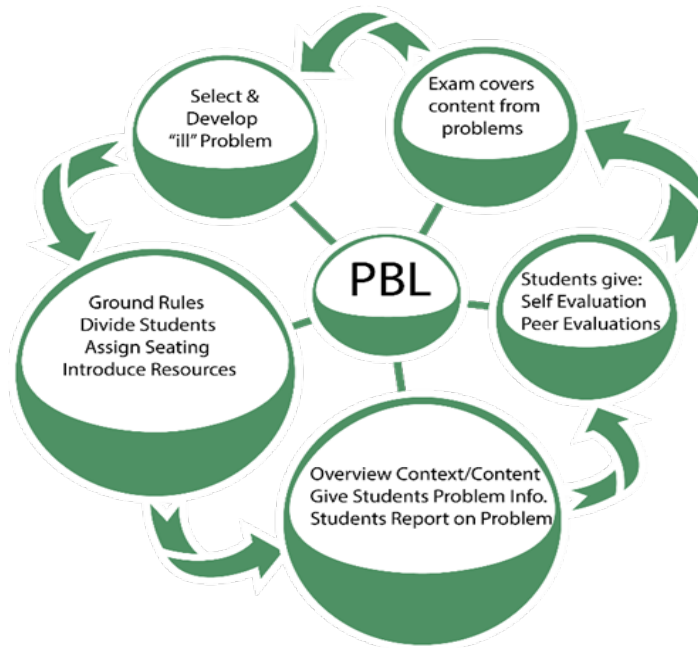 Select &
Develop
“ill” Problem
Exam covers
content from
problems
PBL
Ground Rules
Divide Students
Assign Seating
Introduce Resources
Students give:
Self Evaluation
Peer Evaluations
Overview Context/Content
Give Students Problem Info.
Students Report on Problem